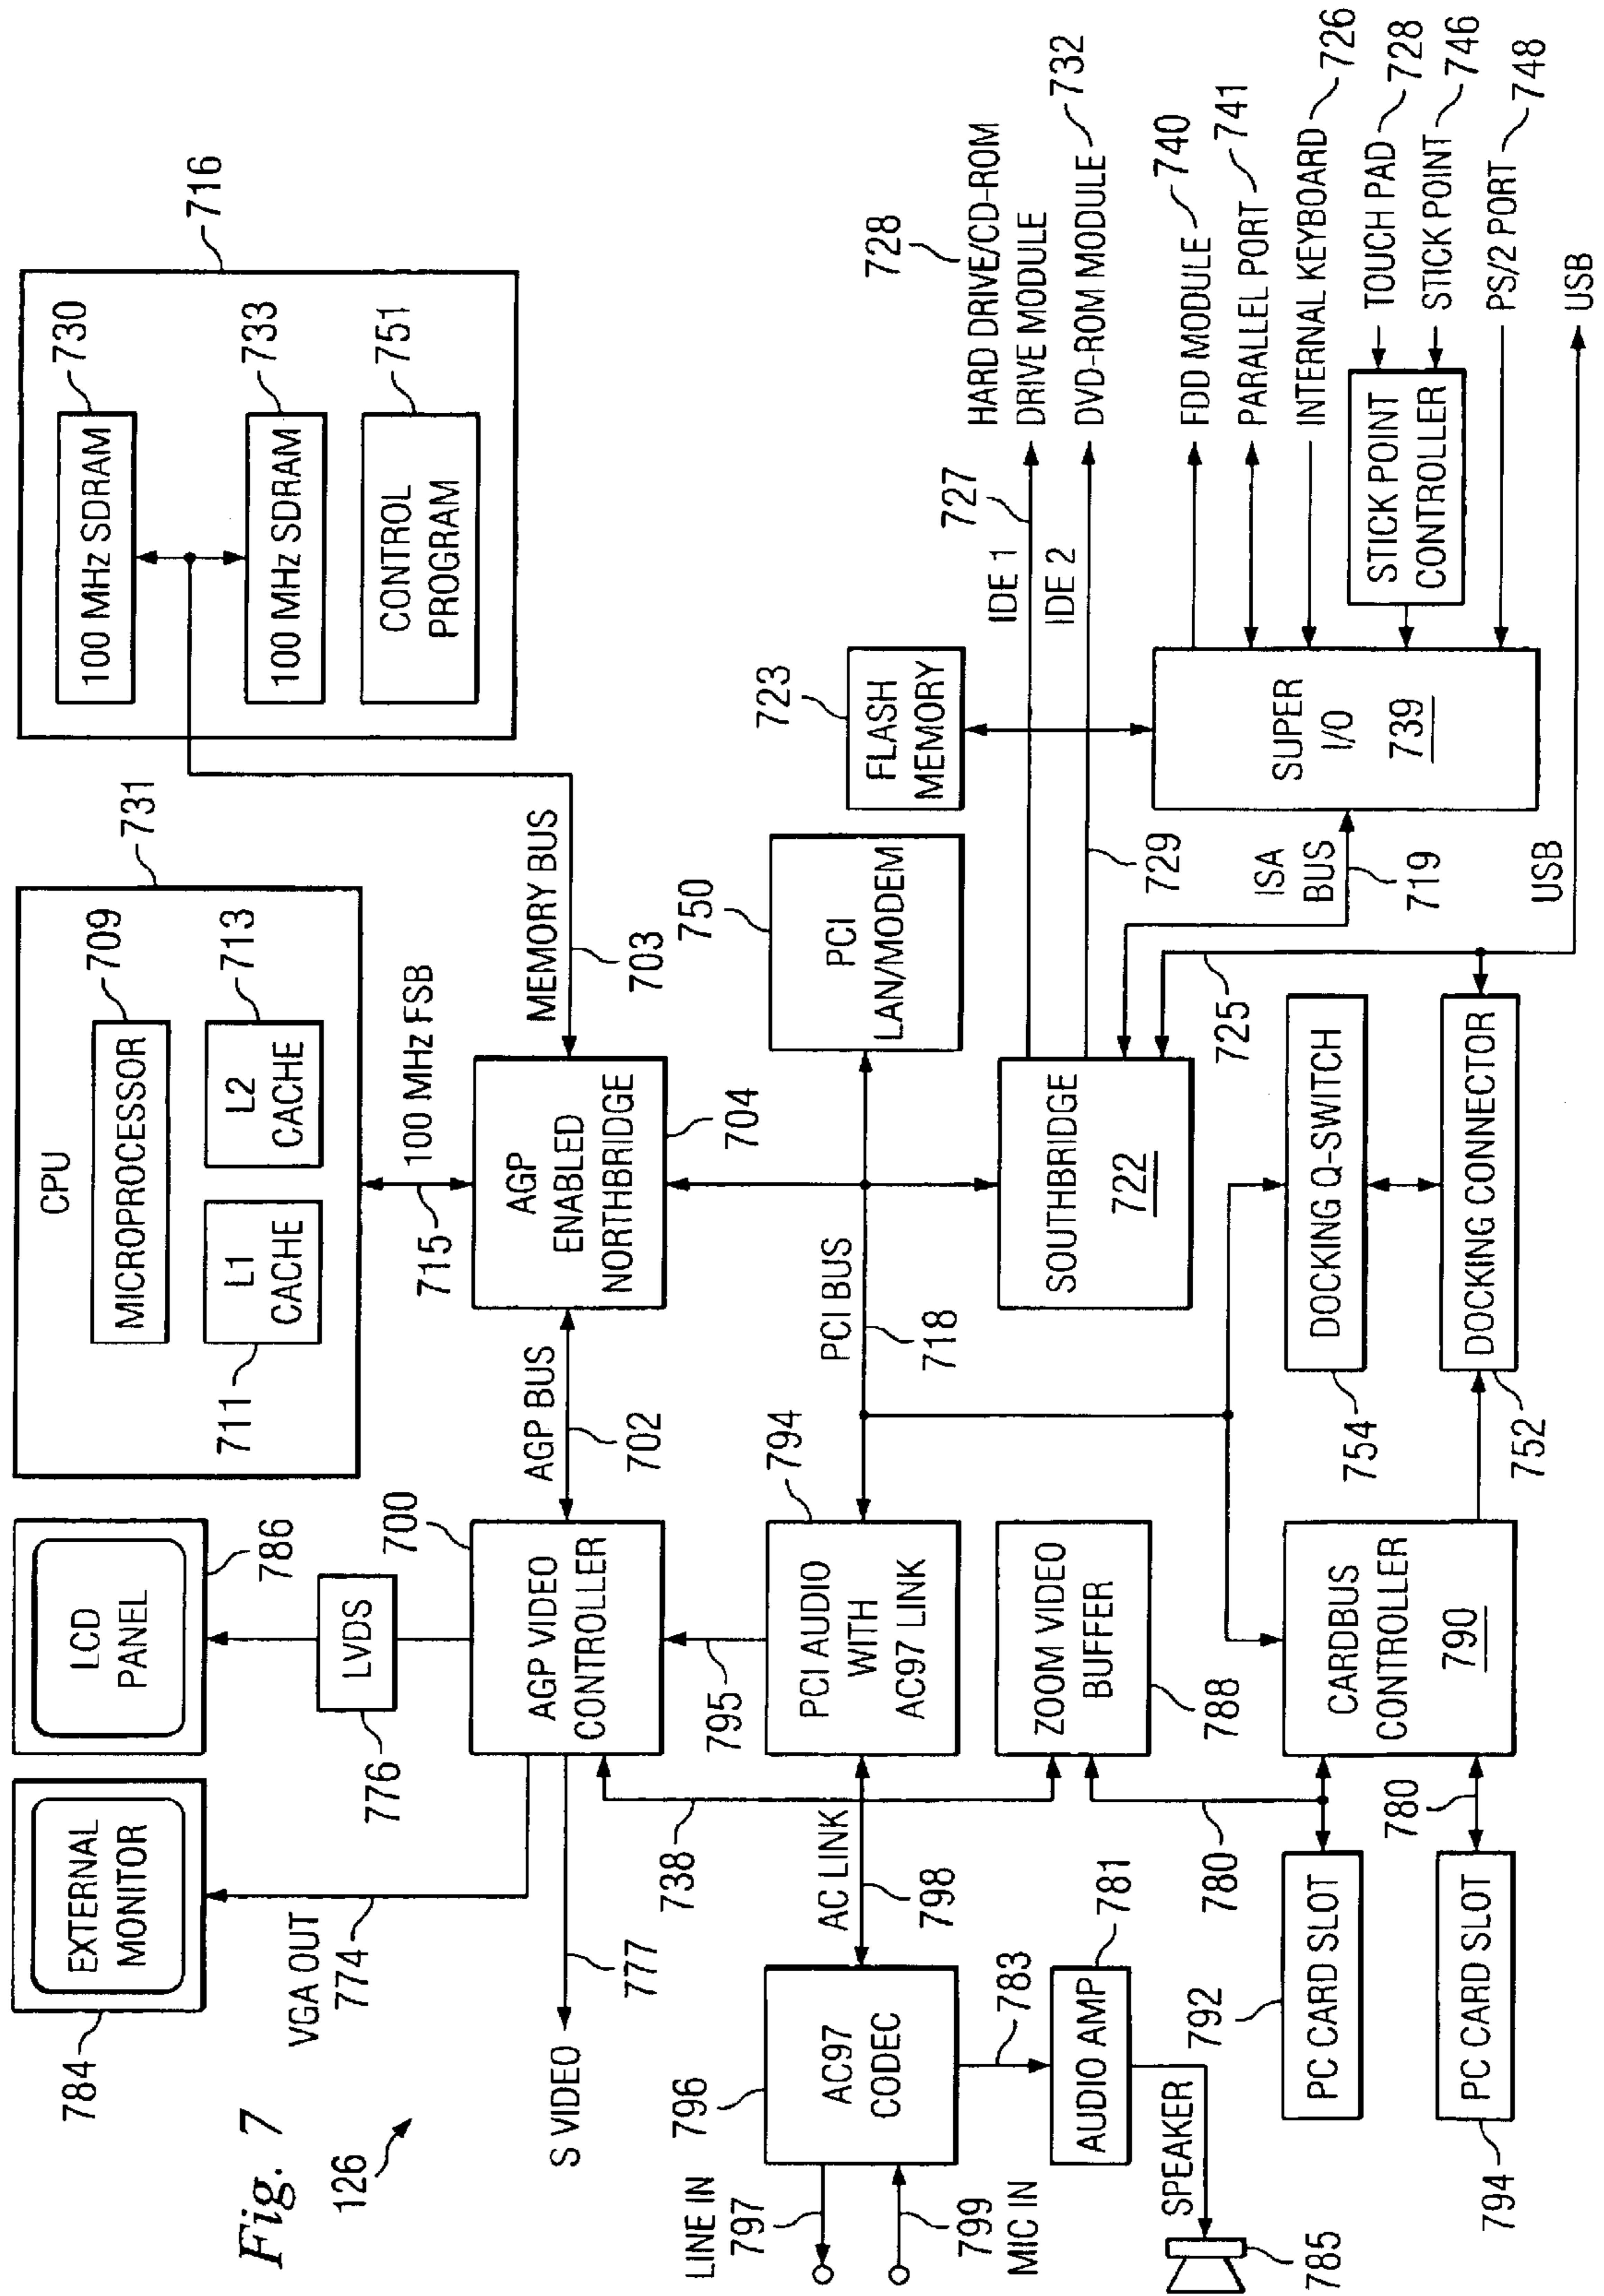 Fig. 7
126
784
EXTERNAL
MONITOR
LCD
PANEL
786
VGA OUT
774
776
LVDS
S VIDEO
777
700
AGP VIDEO
CONTROLLER
CPU
731
MICROPROCESSOR
709
711
L1
CACHE
L2
CACHE
713
715
100 MHz FSB
716
100 MHz SDRAM
730
100 MHz SDRAM
733
CONTROL
PROGRAM
751
AGP BUS
702
AGP
ENABLED
NORTHBRIDGE
704
MEMORY BUS
703
738
795
LINE IN
797
799
MIC IN
796
AC97
CODEC
AC LINK
798
PCI AUDIO
WITH
AC97 LINK
794
PCI BUS
718
750
PCI
LAN/MODEM
723
FLASH
MEMORY
783
AUDIO AMP
781
SPEAKER
785
ZOOM VIDEO
BUFFER
788
SOUTHBRIDGE
722
IDE 1
727
IDE 2
729
728
HARD DRIVE/CD-ROM
DRIVE MODULE
DVD-ROM MODULE
732
ISA
BUS
719
725
SUPER
I/O
739
FDD MODULE
740
PARALLEL PORT
741
INTERNAL KEYBOARD
726
STICK POINT
CONTROLLER
TOUCH PAD
728
STICK POINT
746
PS/2 PORT
748
USB
USB
780
780
792
PC CARD SLOT
PC CARD SLOT
794
CARDBUS
CONTROLLER
790
DOCKING Q-SWITCH
754
DOCKING CONNECTOR
752